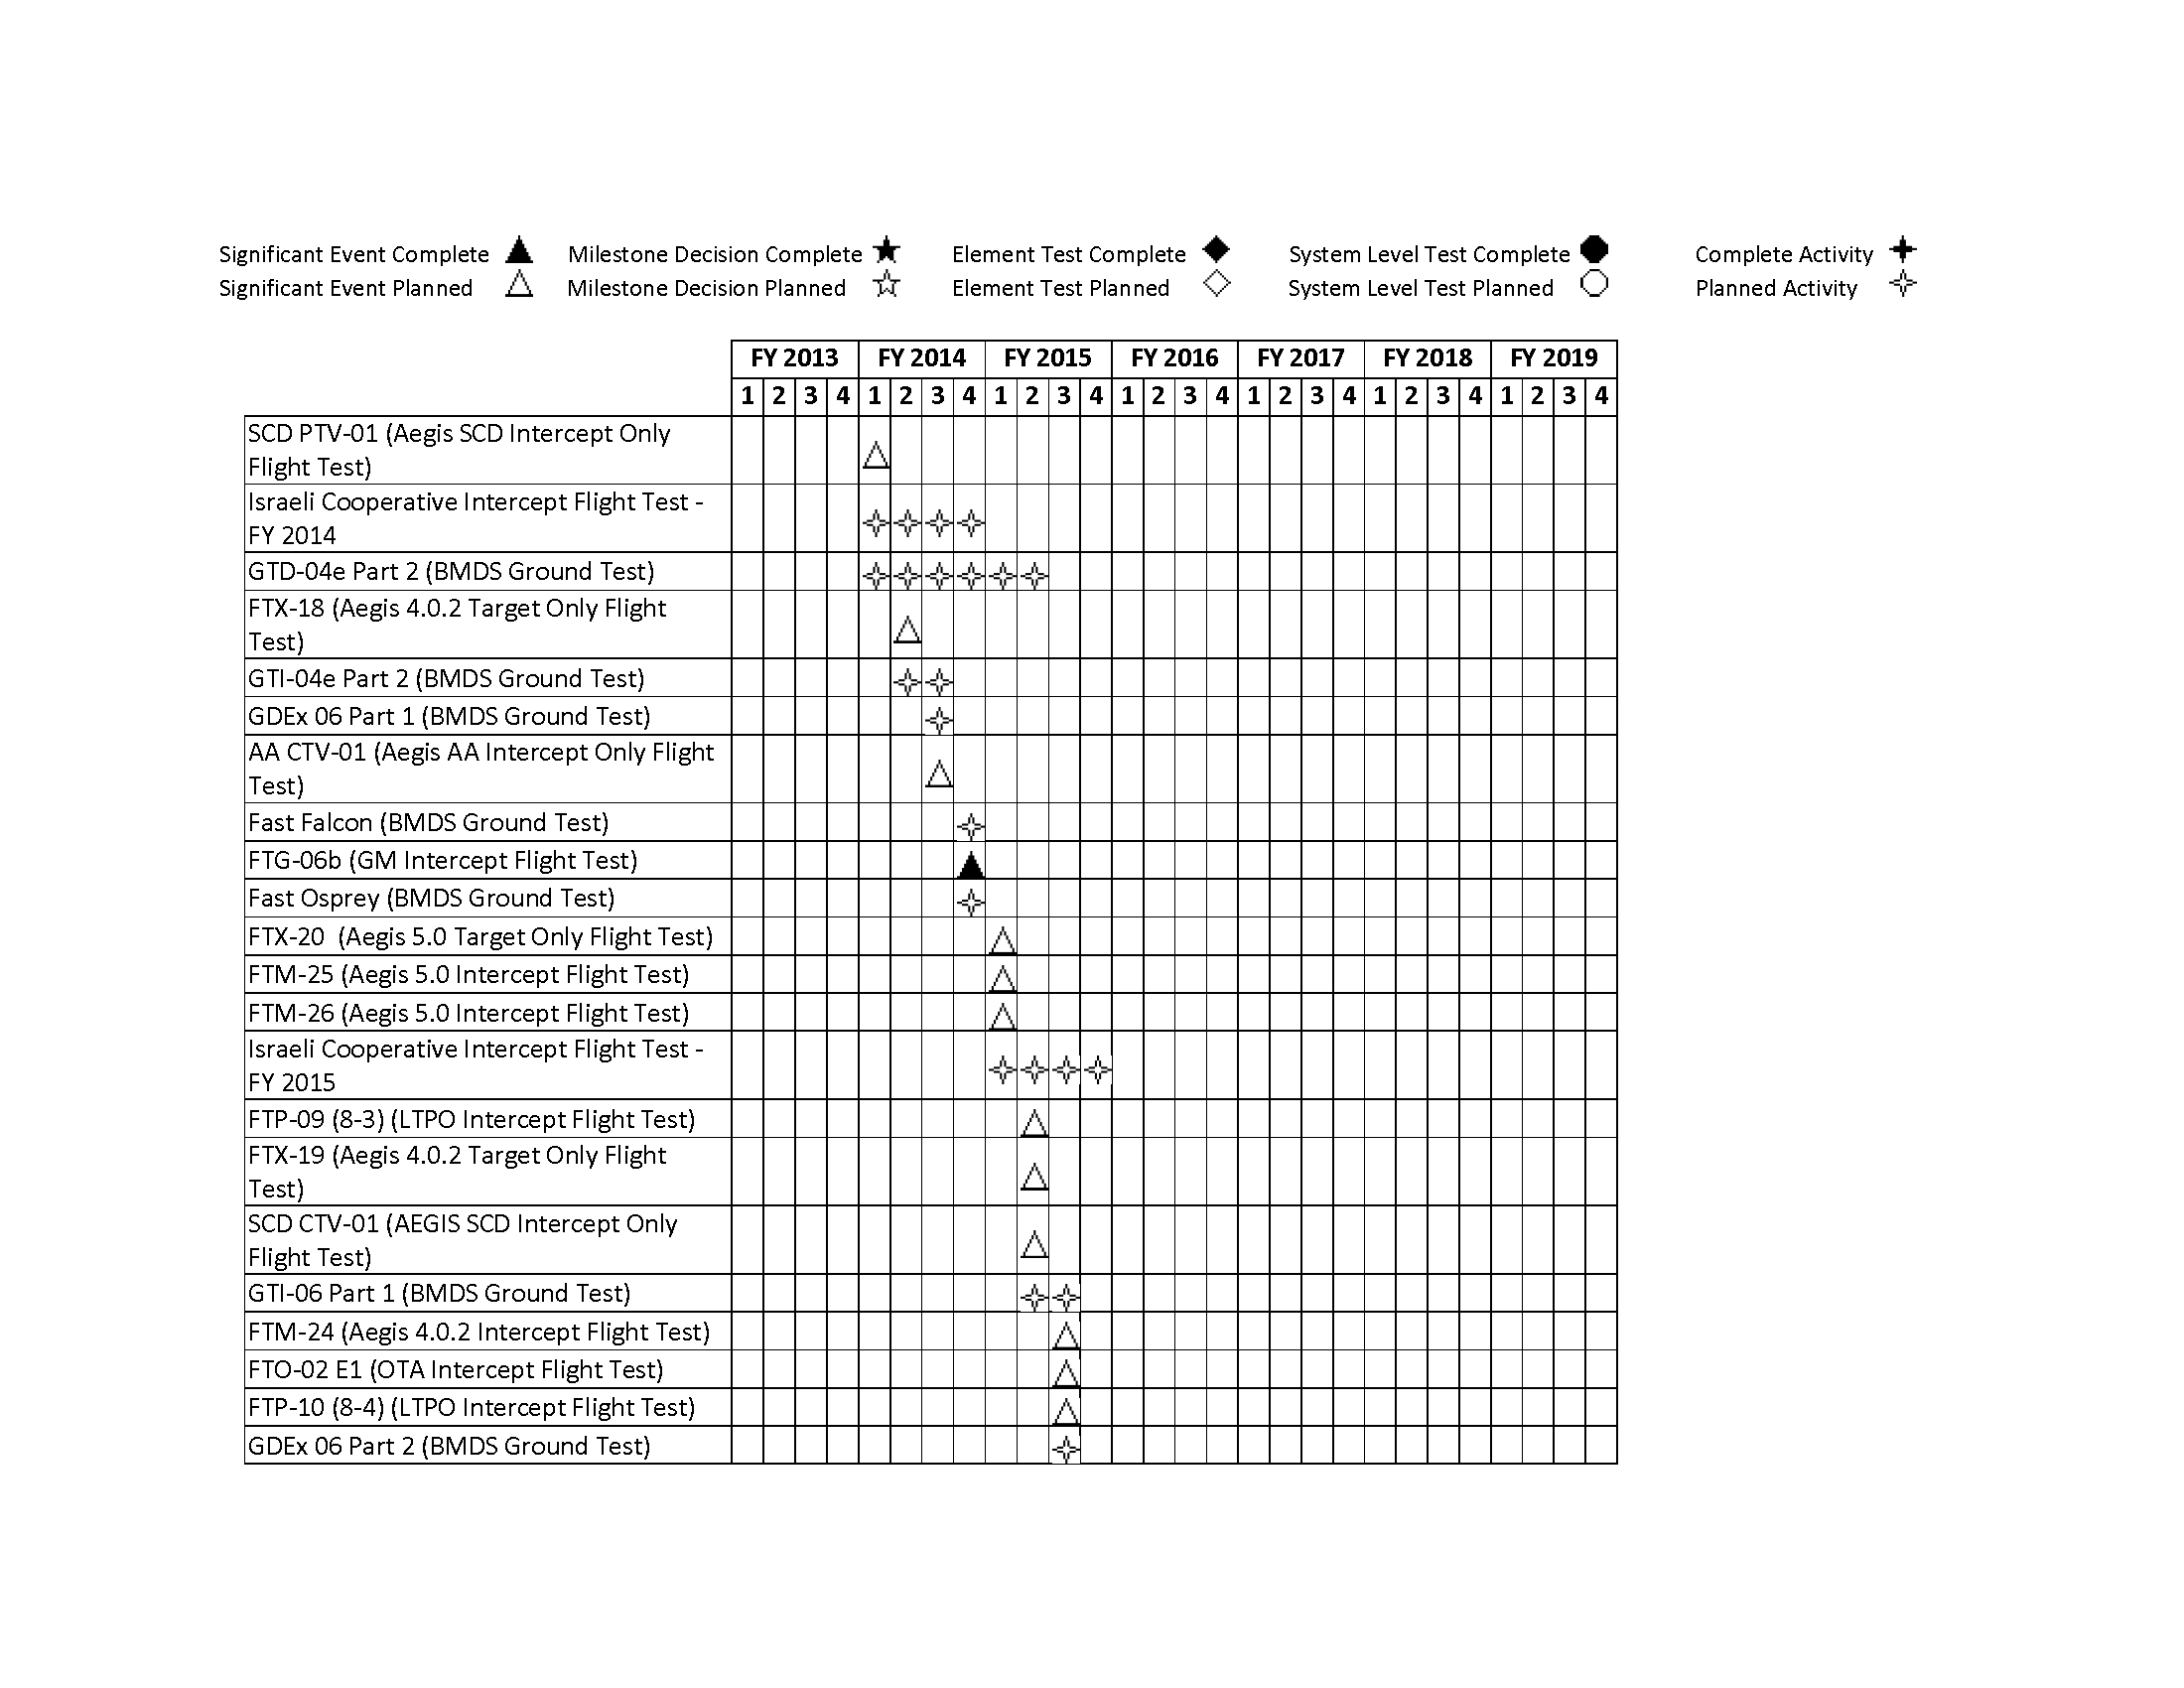 Significant Event Complete Milestone Decision Complete Element Test Complete System Level Test Complete Complete Activity
Significant Event Planned Milestone Decision Planned Element Test Planned System Level Test Planned Planned Activity
FY 2013 FY 2014 FY 2015 FY 2016 FY 2017 FY 2018 FY 2019
1 2 3 4 1 2 3 4 1 2 3 4 1 2 3 4 1 2 3 4 1 2 3 4 1 2 3 4
SCD PTV-01 (Aegis SCD Intercept Only
Flight Test)
Israeli Cooperative Intercept Flight Test -
FY 2014
GTD-04e Part 2 (BMDS Ground Test)
FTX-18 (Aegis 4.0.2 Target Only Flight
Test)
GTI-04e Part 2 (BMDS Ground Test)
GDEx 06 Part 1 (BMDS Ground Test)
AA CTV-01 (Aegis AA Intercept Only Flight
Test)
Fast Falcon (BMDS Ground Test)
FTG-06b (GM Intercept Flight Test)
Fast Osprey (BMDS Ground Test)
FTX-20 (Aegis 5.0 Target Only Flight Test)
FTM-25 (Aegis 5.0 Intercept Flight Test)
FTM-26 (Aegis 5.0 Intercept Flight Test)
Israeli Cooperative Intercept Flight Test -
FY 2015
FTP-09 (8-3) (LTPO Intercept Flight Test)
FTX-19 (Aegis 4.0.2 Target Only Flight
Test)
SCD CTV-01 (AEGIS SCD Intercept Only
Flight Test)
GTI-06 Part 1 (BMDS Ground Test)
FTM-24 (Aegis 4.0.2 Intercept Flight Test)
FTO-02 E1 (OTA Intercept Flight Test)
FTP-10 (8-4) (LTPO Intercept Flight Test)
GDEx 06 Part 2 (BMDS Ground Test)